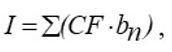 I = Σ(CF · bₙ) ,